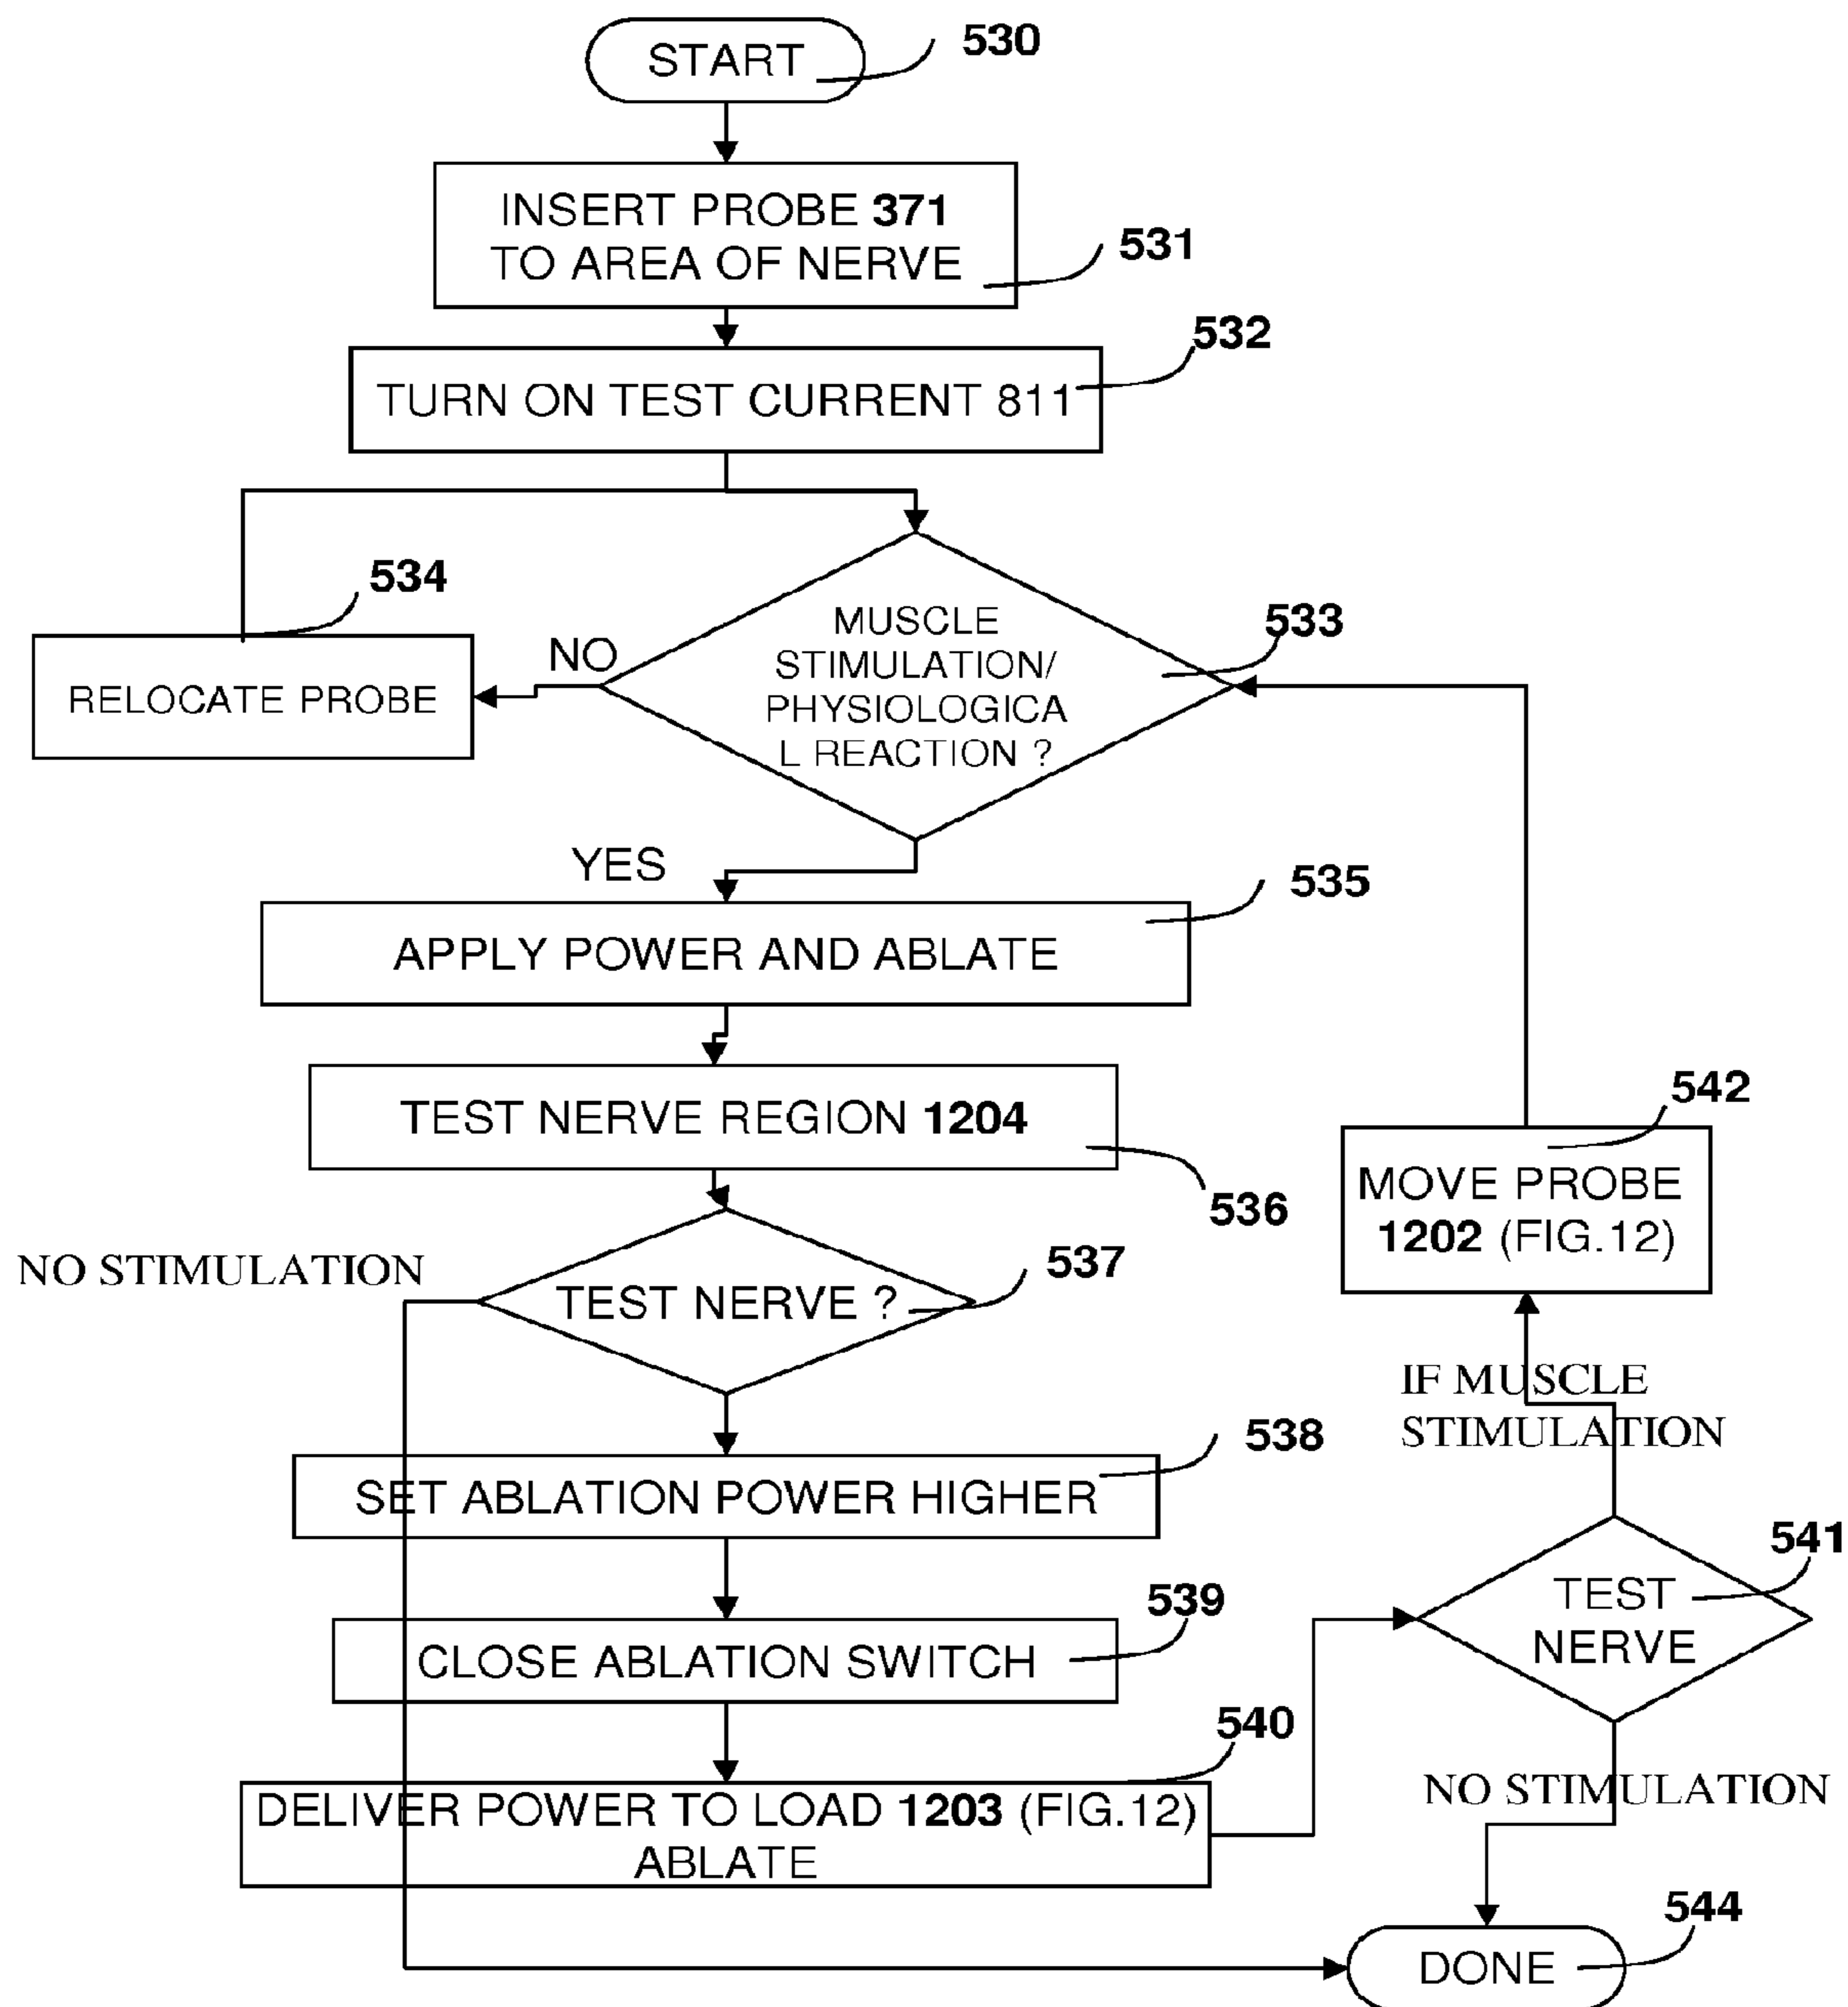 START
530
INSERT PROBE 371
TO AREA OF NERVE
531
532
TURN ON TEST CURRENT 811
534
RELOCATE PROBE
NO
MUSCLE
STIMULATION/
PHYSIOLOGICA
L REACTION ?
533
YES
535
APPLY POWER AND ABLATE
TEST NERVE REGION 1204
536
542
MOVE PROBE
1202 (FIG.12)
NO STIMULATION
TEST NERVE ?
537
IF MUSCLE
STIMULATION
538
SET ABLATION POWER HIGHER
541
TEST
NERVE
539
CLOSE ABLATION SWITCH
540
DELIVER POWER TO LOAD 1203 (FIG.12)
ABLATE
NO STIMULATION
544
DONE